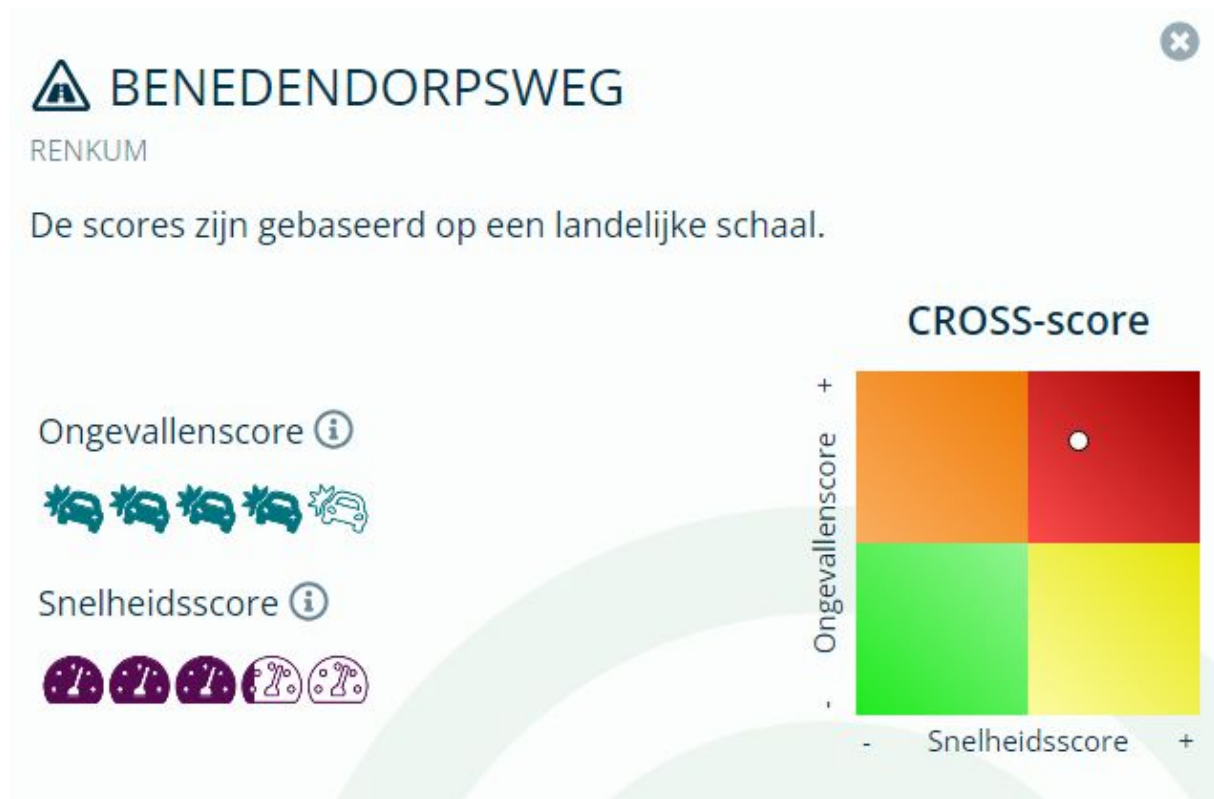 BENEDENDORPSWEG
RENKUM
De scores zijn gebaseerd op een landelijke schaal.
CROSS-score
Ongevallenscore
Snelheidsscore
+
Ongevallenscore
-
- Snelheidsscore +